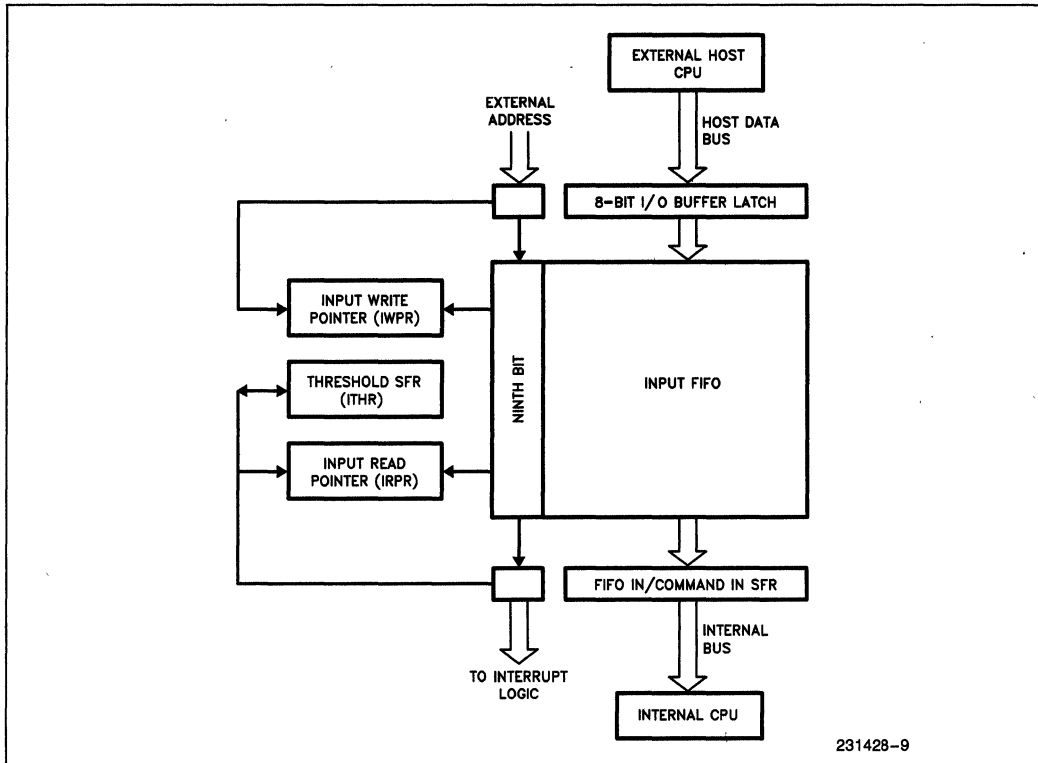 EXTERNAL HOST
CPU
EXTERNAL
ADDRESS
HOST DATA
BUS
8-BIT I/O BUFFER LATCH
INPUT WRITE
POINTER (IWPR)
THRESHOLD SFR
(ITHR)
INPUT READ
POINTER (IRPR)
NINTH BIT
INPUT FIFO
FIFO IN/COMMAND IN SFR
TO INTERRUPT
LOGIC
INTERNAL
BUS
INTERNAL CPU
231428-9